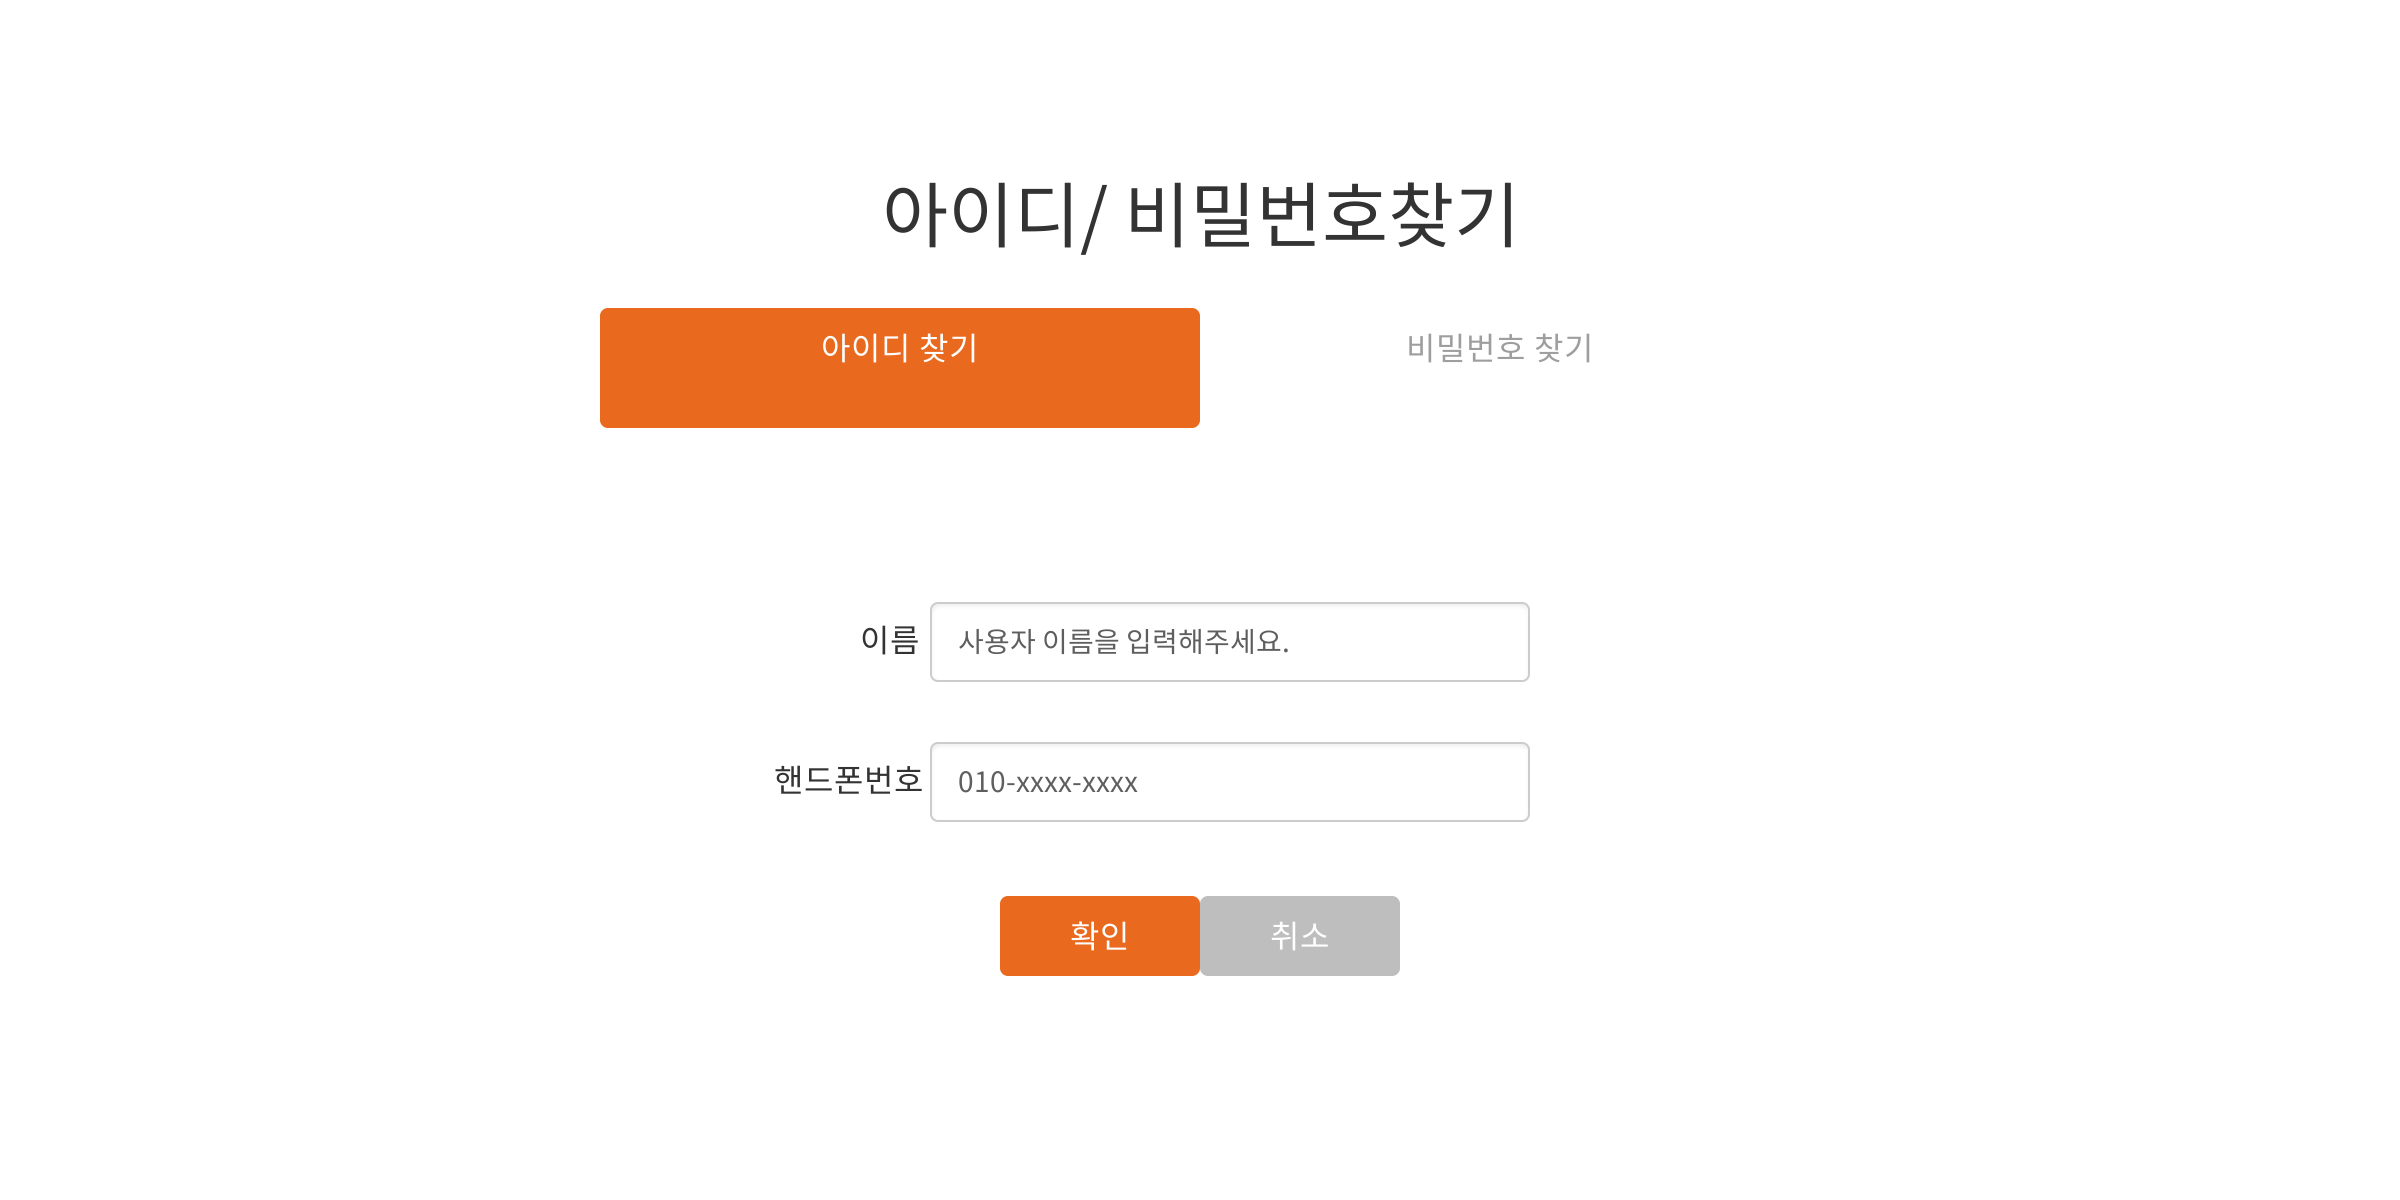 아이디/ 비밀번호찾기
아이디 찾기 비밀번호 찾기
이름 사용자 이름을 입력해주세요.
핸드폰번호 010-xxxx-xxxx
확인 취소